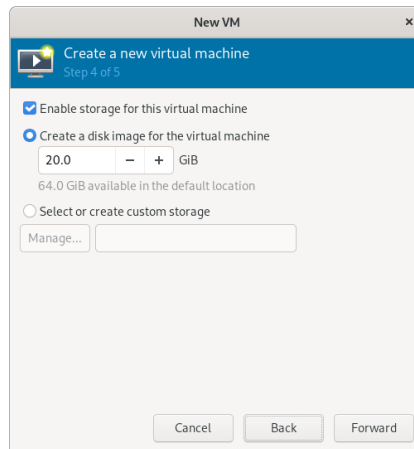 New VM
×
Create a new virtual machine
Step 4 of 5
Enable storage for this virtual machine
Create a disk image for the virtual machine
20.0 − + GiB
64.0 GiB available in the default location
Select or create custom storage
Manage...
Cancel Back Forward